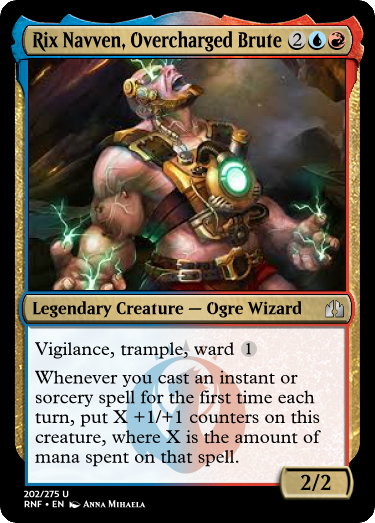 Rix Navven, Overcharged Brute 2
Legendary Creature — Ogre Wizard
Vigilance, trample, ward 1
Whenever you cast an instant or
sorcery spell for the first time each
turn, put X +1/+1 counters on this
creature, where X is the amount of
mana spent on that spell.
2/2
202/275 U
RNF • EN Anna Mihaela